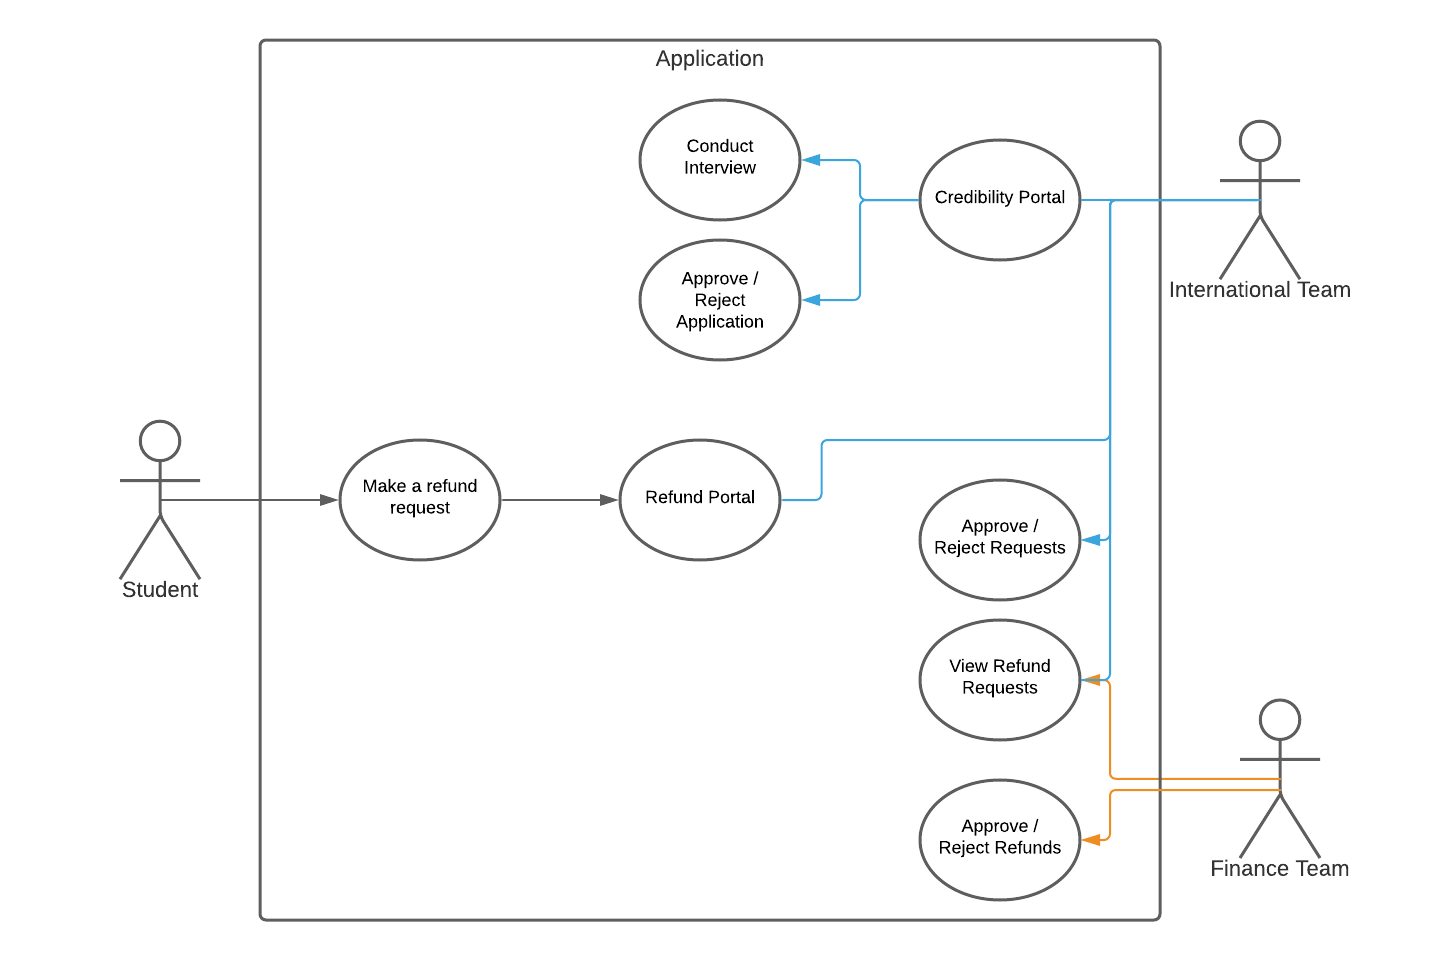 Application
Conduct
Interview
Credibility Portal
Approve /
Reject
Application
International Team
Make a refund
request
Refund Portal
Approve /
Reject Requests
Student
View Refund
Requests
Approve /
Reject Refunds
Finance Team